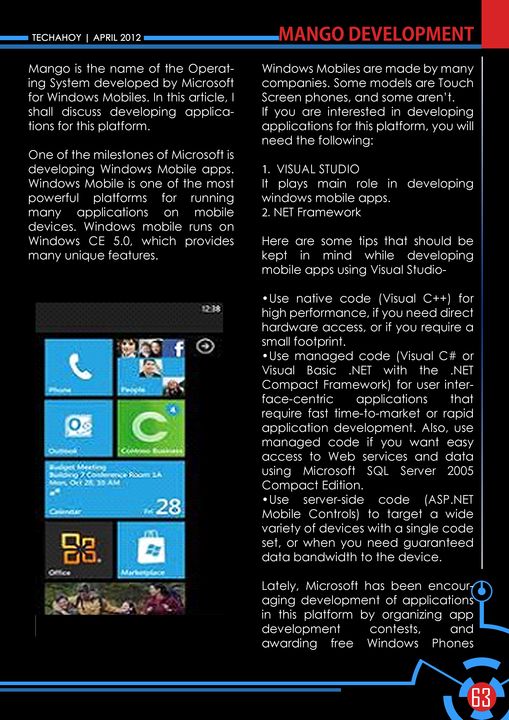 TECHAHOY | APRIL 2012
MANGO DEVELOPMENT
Mango is the name of the Operat-
ing System developed by Microsoft
for Windows Mobiles. In this article, I
shall discuss developing applica-
tions for this platform.
One of the milestones of Microsoft is
developing Windows Mobile apps.
Windows Mobile is one of the most
powerful platforms for running
many applications on mobile
devices. Windows mobile runs on
Windows CE 5.0, which provides
many unique features.
12:38
Phone
People
Outlook
4
Contoso Business
Budget Meeting
Building 7 Conference Room 1A
Mon, Oct 28, 10 AM
Calendar
Fri 28
Office
Marketplace
Windows Mobiles are made by many
companies. Some models are Touch
Screen phones, and some aren't.
If you are interested in developing
applications for this platform, you will
need the following:
1. VISUAL STUDIO
It plays main role in developing
windows mobile apps.
2. NET Framework
Here are some tips that should be
kept in mind while developing
mobile apps using Visual Studio-
•Use native code (Visual C++) for
high performance, if you need direct
hardware access, or if you require a
small footprint.
•Use managed code (Visual C# or
Visual Basic .NET with the .NET
Compact Framework) for user inter-
face-centric applications that
require fast time-to-market or rapid
application development. Also, use
managed code if you want easy
access to Web services and data
using Microsoft SQL Server 2005
Compact Edition.
•Use server-side code (ASP.NET
Mobile Controls) to target a wide
variety of devices with a single code
set, or when you need guaranteed
data bandwidth to the device.
Lately, Microsoft has been encour-
aging development of applications
in this platform by organizing app
development contests, and
awarding free Windows Phones
63